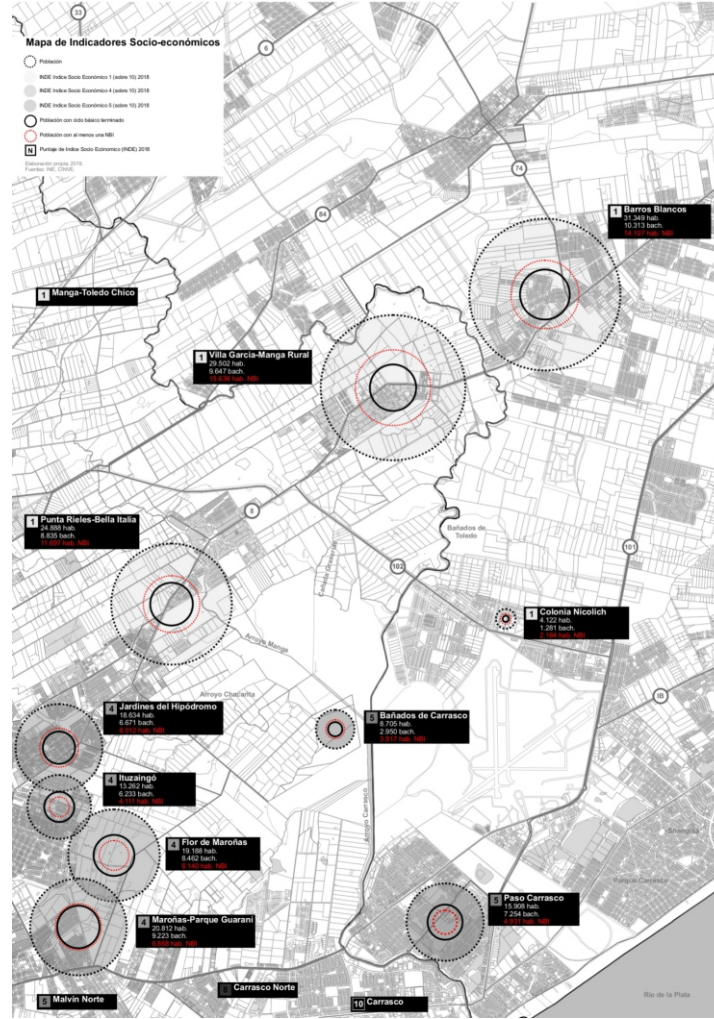 33
6
Mapa de Indicadores Socio-económicos
Población
INDE Indice Socio Económico 1 (sobre 10) 2018
INDE Indice Socio Económico 4 (sobre 10) 2018
INDE Indice Socio Económico 5 (sobre 10) 2018
Población con ciclo básico terminado
Población con al menos una NBI
N Puntaje de Indice Socio Ecónomico (INDE) 2018
Elaboración propia 2019.
Fuentes: INE, CINVE.
74
84
1 Barros Blancos
31.349 hab.
10.313 bach.
14.107 hab. NBI
1 Manga-Toledo Chico
1 Villa García-Manga Rural
29.502 hab.
9.647 bach.
15.636 hab. NBI
8
1 Punta Rieles-Bella Italia
24.888 hab.
8.835 bach.
11.697 hab. NBI
Bañados de
Toledo
101
102
1 Colonia Nicolich
4.122 hab.
1.281 bach.
2.164 hab. NBI
Arroyo Manga
Arroyo Chacarita
IB
4 Jardines del Hipódromo
18.634 hab.
6.671 bach.
8.012 hab. NBI
5 Bañados de Carrasco
8.705 hab.
2.950 bach.
3.917 hab. NBI
4 Ituzaingó
13.262 hab.
6.233 bach.
4.111 hab. NBI
Arroyo Carrasco
4 Flor de Maroñas
19.188 hab.
8.462 bach.
6.140 hab. NBI
Shangrilá
Parque Carrasco
4 Maroñas-Parque Guaraní
20.812 hab.
9.223 bach.
6.868 hab. NBI
5 Paso Carrasco
15.908 hab.
7.254 bach.
4.931 hab. NBI
Carrasco Norte
5 Malvín Norte
10 Carrasco
Río de la Plata